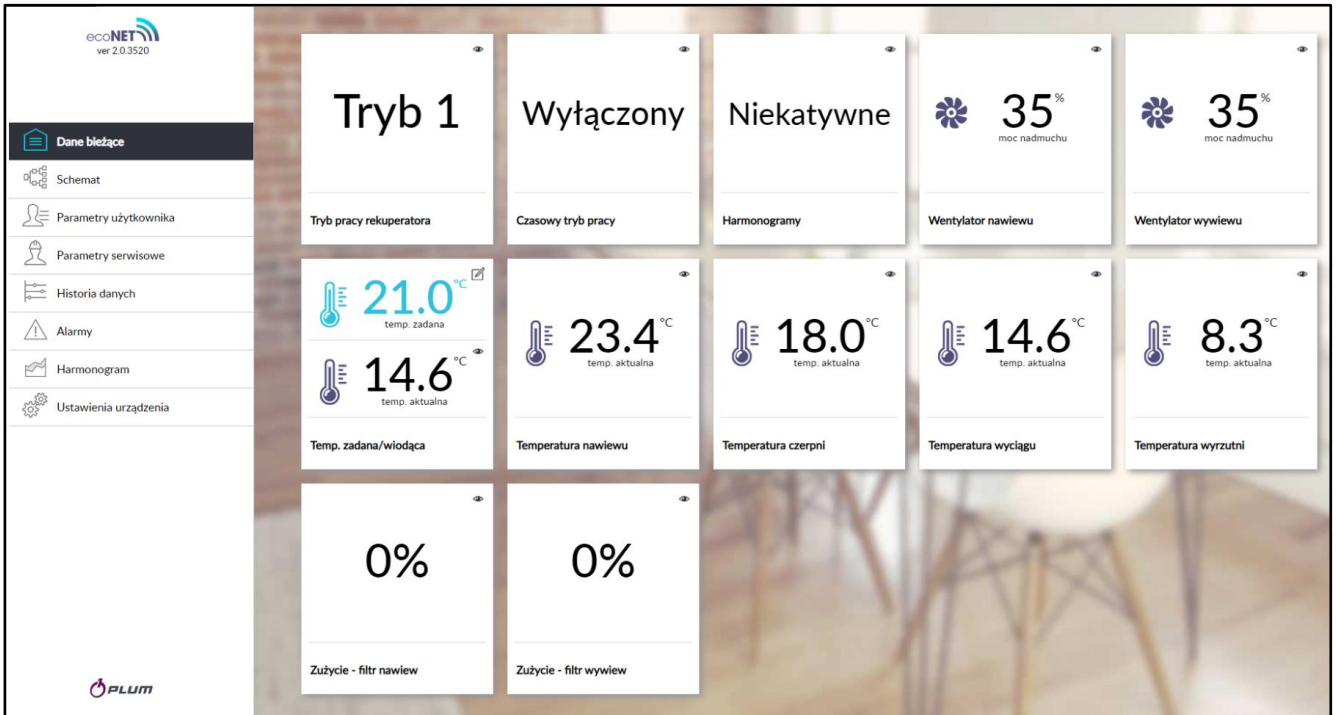 ecoNET
ver 2.0.3520
Dane bieżące
Schemat
Parametry użytkownika
Parametry serwisowe
Historia danych
Alarmy
Harmonogram
Ustawienia urządzenia
PLUM
Tryb 1
Tryb pracy rekuperatora
Wyłączony
Czasowy tryb pracy
Niekatywne
Harmonogramy
35%
moc nadmuchu
Wentylator nawiewu
35%
moc nadmuchu
Wentylator wywiewu
21.0°C
temp. zadana
14.6°C
temp. aktualna
Temp. zadana/wiodąca
23.4°C
temp. aktualna
Temperatura nawiewu
18.0°C
temp. aktualna
Temperatura czerpni
14.6°C
temp. aktualna
Temperatura wyciągu
8.3°C
temp. aktualna
Temperatura wyrzutni
0%
Zużycie - filtr nawiew
0%
Zużycie - filtr wywiew